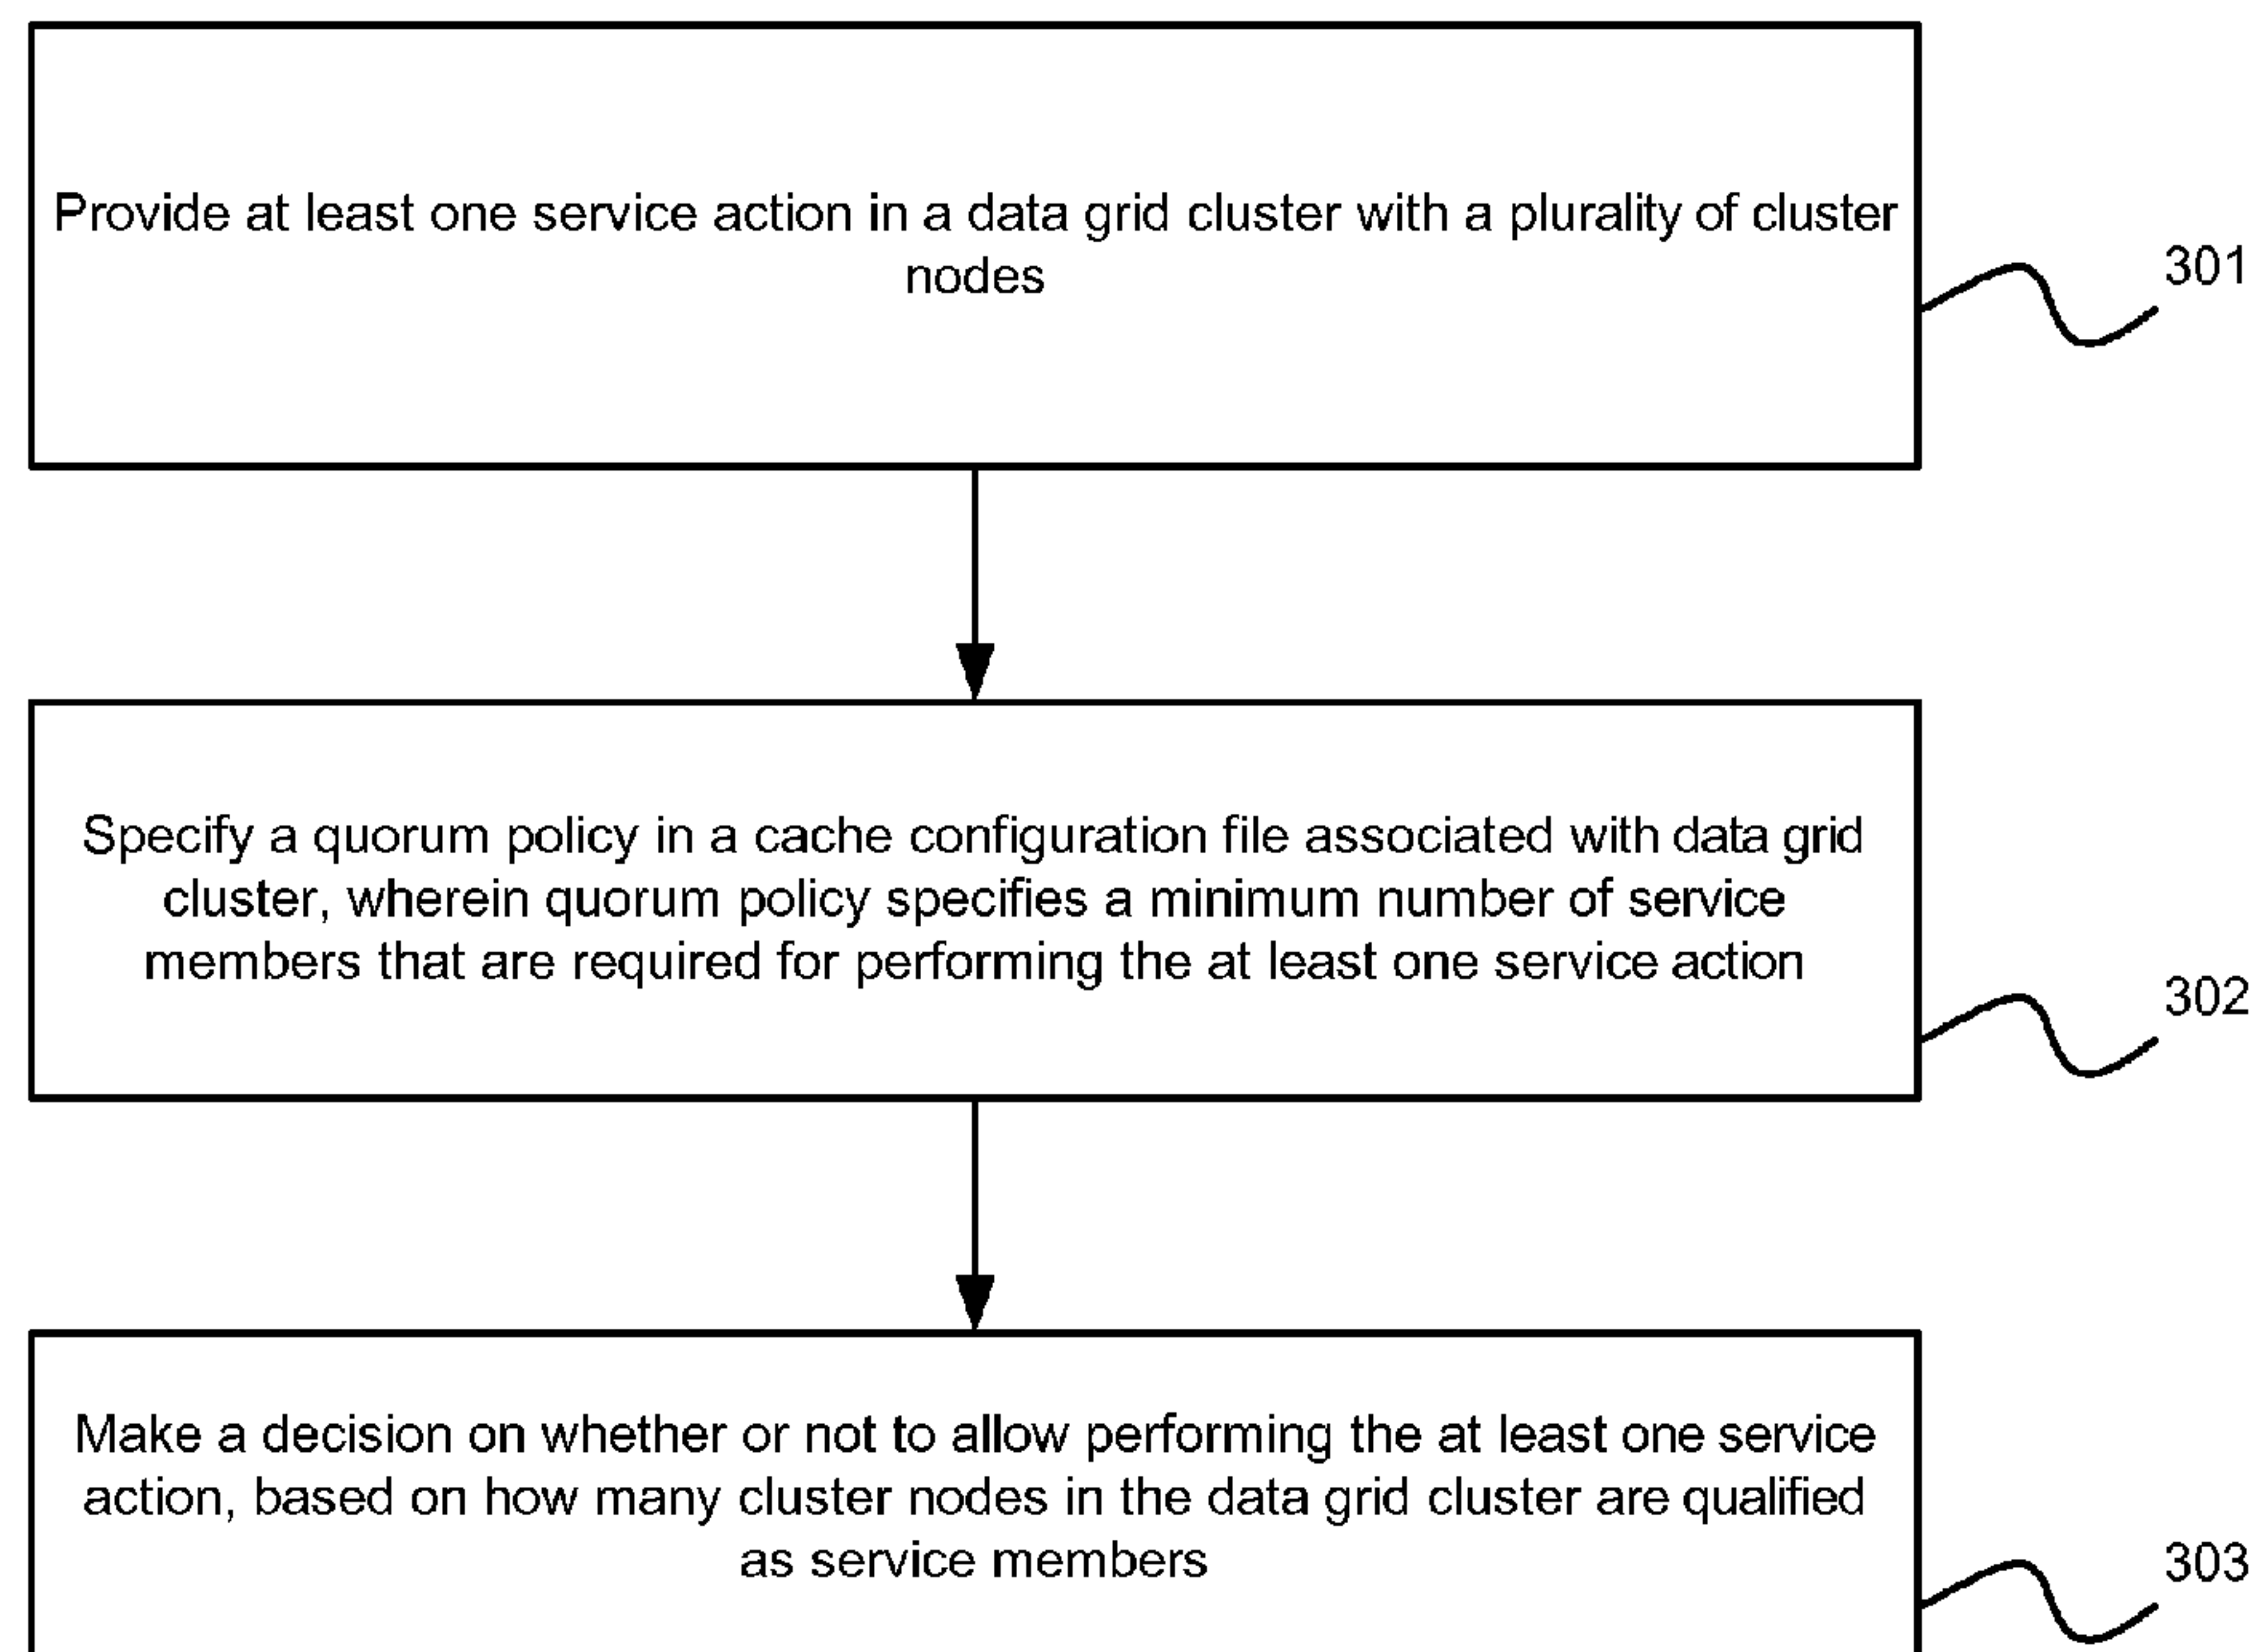 Provide at least one service action in a data grid cluster with a plurality of cluster
nodes
301
Specify a quorum policy in a cache configuration file associated with data grid
cluster, wherein quorum policy specifies a minimum number of service
members that are required for performing the at least one service action
302
Make a decision on whether or not to allow performing the at least one service
action, based on how many cluster nodes in the data grid cluster are qualified
as service members
303